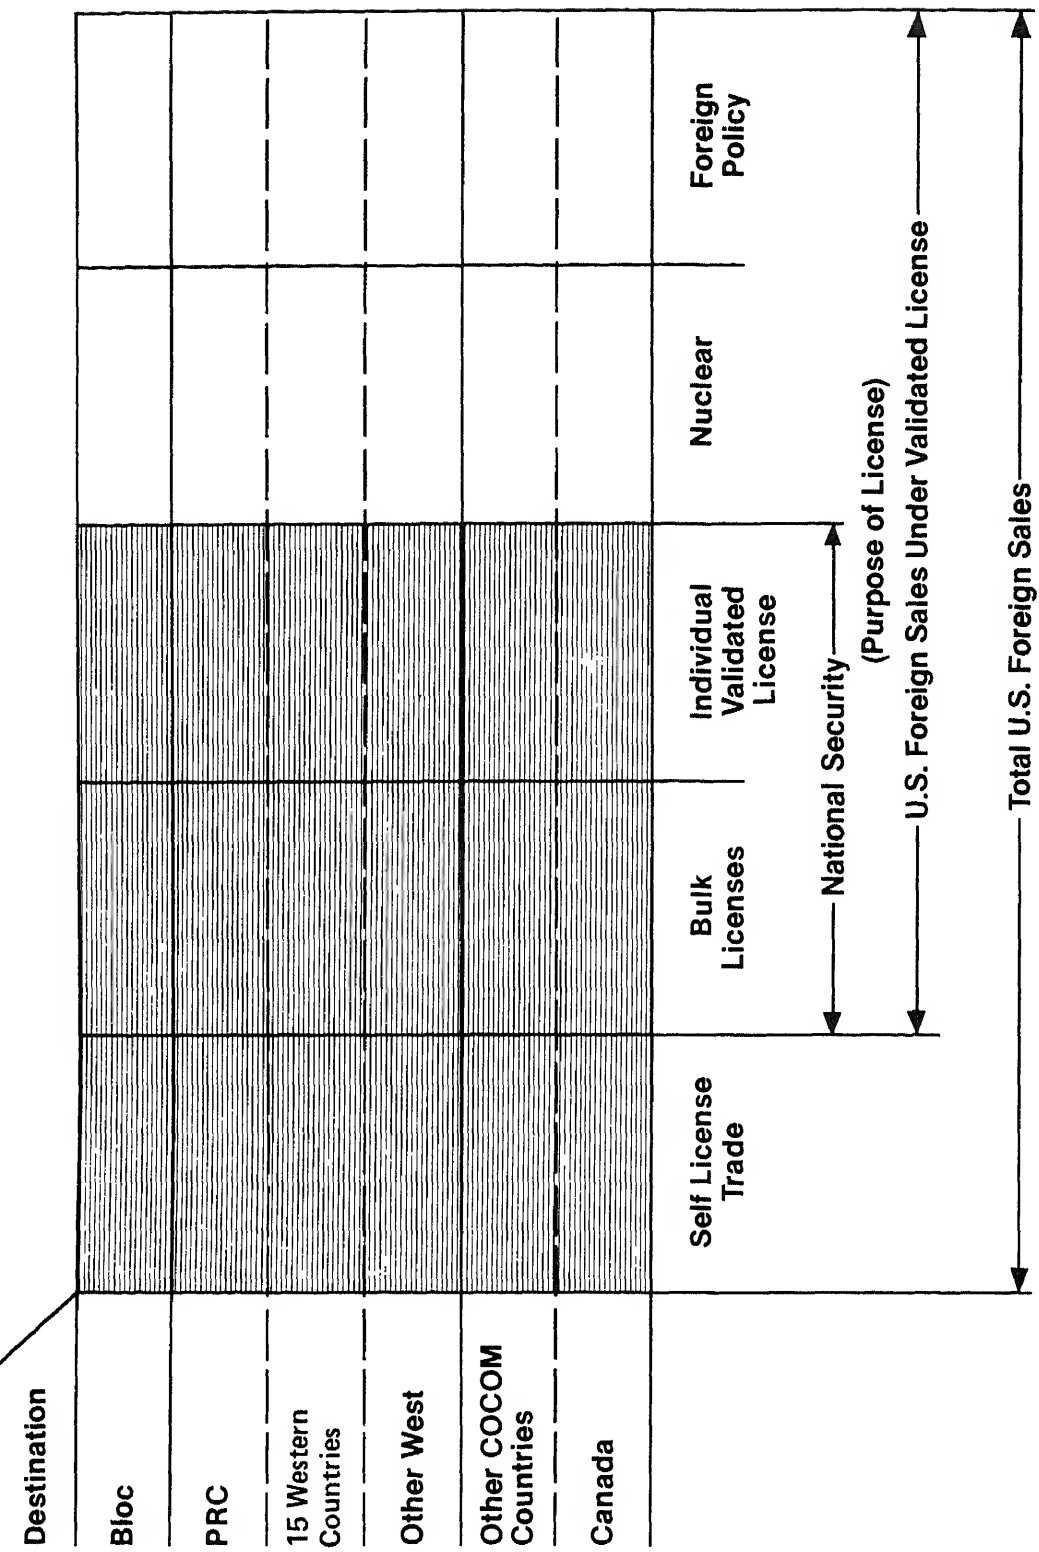 Destination
Bloc
PRC
15 Western
Countries
Other West
Other COCOM
Countries
Canada
Self License
Trade
Bulk
Licenses
Individual
Validated
License
Nuclear
Foreign
Policy
National Security
(Purpose of License)
U.S. Foreign Sales Under Validated License
Total U.S. Foreign Sales